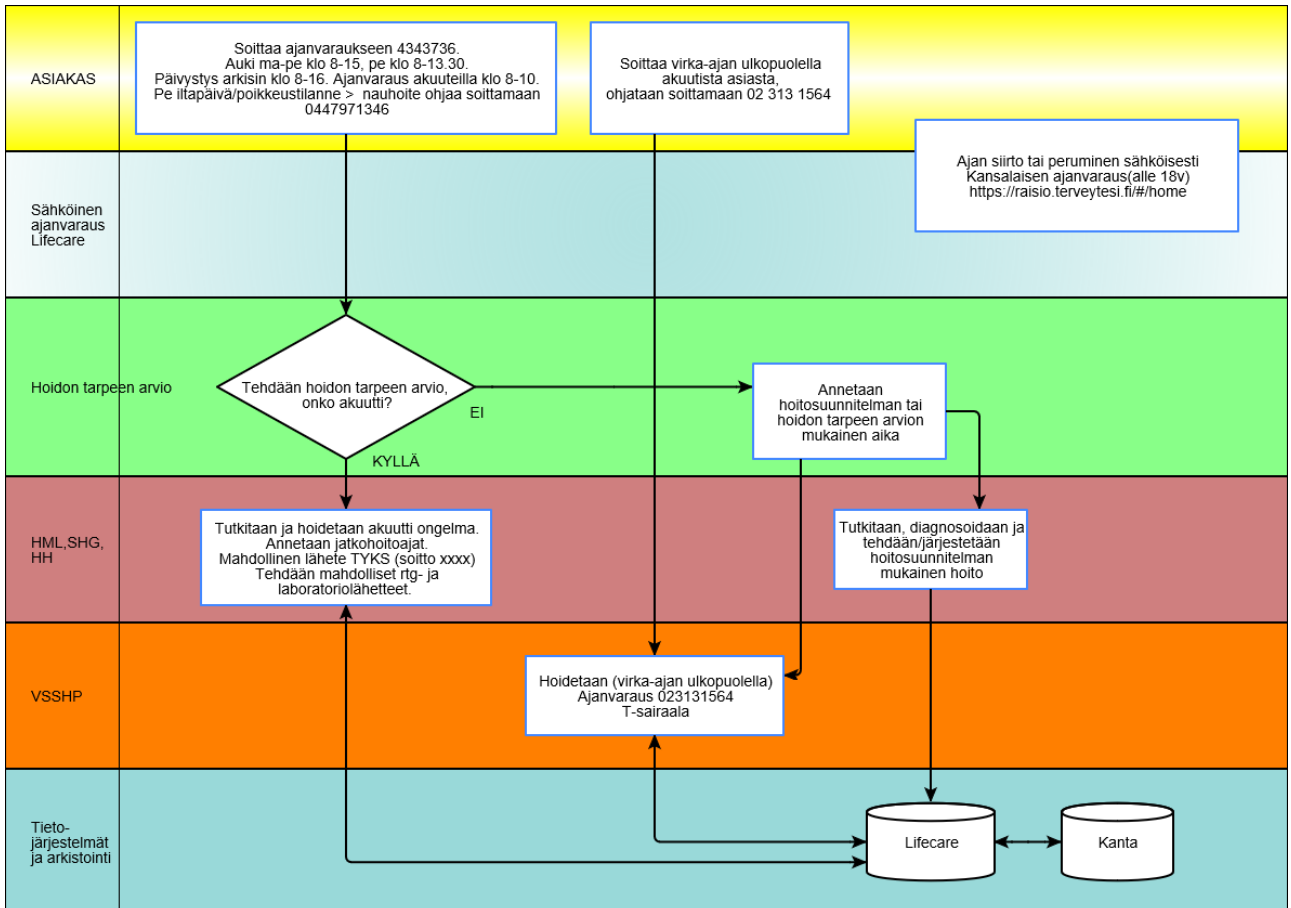 ASIAKAS
Soittaa ajanvaraukseen 4343736.
Auki ma-pe klo 8-15, pe klo 8-13.30.
Päivystys arkisin klo 8-16. Ajanvaraus akuuteilla klo 8-10.
Pe iltapäivä/poikkeustilanne > nauhoite ohjaa soittamaan
0447971346
Soittaa virka-ajan ulkopuolella
akuutista asiasta,
ohjataan soittamaan 02 313 1564
Ajan siirto tai peruminen sähköisesti
Kansalaisen ajanvaraus(alle 18v)
https://raisio.terveytesi.fi/#/home
Sähköinen
ajanvaraus
Lifecare
Hoidon tarpeen arvio
Tehdään hoidon tarpeen arvio,
onko akuutti?
EI
KYLLÄ
Annetaan
hoitosuunnitelman tai
hoidon tarpeen arvion
mukainen aika
HML,SHG,
HH
Tutkitaan ja hoidetaan akuutti ongelma.
Annetaan jatkohoitoajat.
Mahdollinen lähete TYKS (soitto xxxx)
Tehdään mahdolliset rtg- ja
laboratoriolähetteet.
Tutkitaan, diagnosoidaan ja
tehdään/järjestetään
hoitosuunnitelman
mukainen hoito
VSSHP
Hoidetaan (virka-ajan ulkopuolella)
Ajanvaraus 023131564
T-sairaala
Tieto-
järjestelmät
ja arkistointi
Lifecare
Kanta